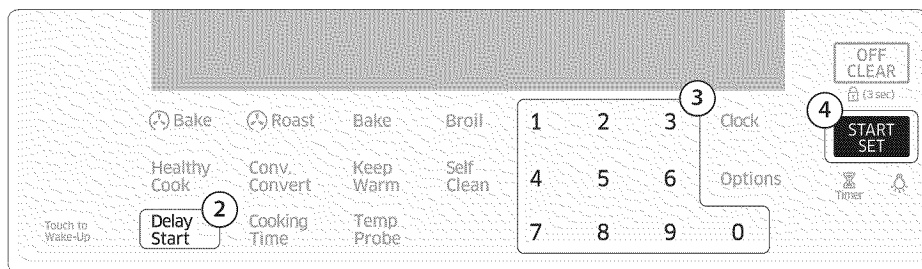 OFF
CLEAR
(3 sec)
Bake Roast Bake Broil 1 2 3 3 Clock 4 START
SET
Healthy
Cook
Conv.
Convert
Keep
Warm
Self
Clean
4 5 6 Options Timer
Touch to
Wake-Up
Delay
Start
2
Cooking
Time
Temp
Probe
7 8 9 0